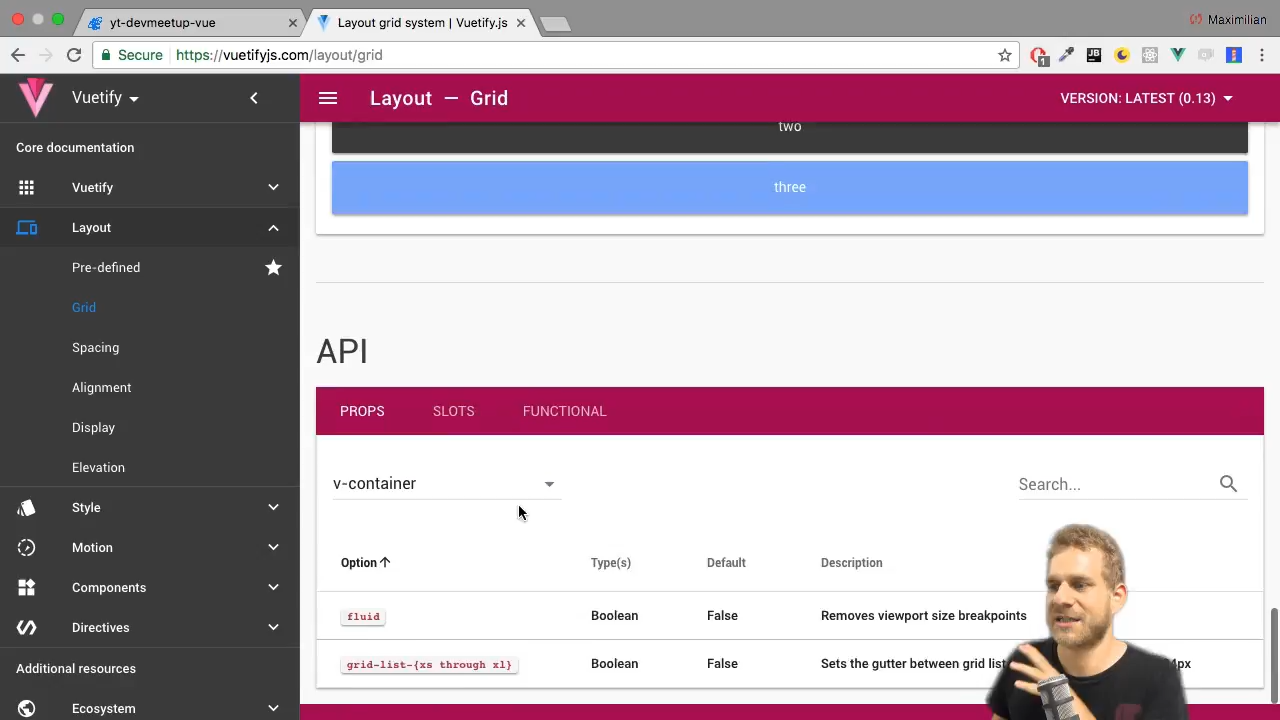 yt-devmeetup-vue
Layout grid system | Vuetify.js
Maximilian
Secure
https://vuetifyjs.com/layout/grid
JB
1
Vuetify
Layout — Grid
VERSION: LATEST (0.13)
Core documentation
Vuetify
Layout
Pre-defined
Grid
Spacing
Alignment
Display
Elevation
Style
Motion
Components
Directives
Additional resources
Ecosystem
two
three
API
PROPS SLOTS FUNCTIONAL
v-container
Search...
Option Type(s) Default Description
fluid Boolean False Removes viewport size breakpoints
grid-list-{xs through xl} Boolean False Sets the gutter between grid list